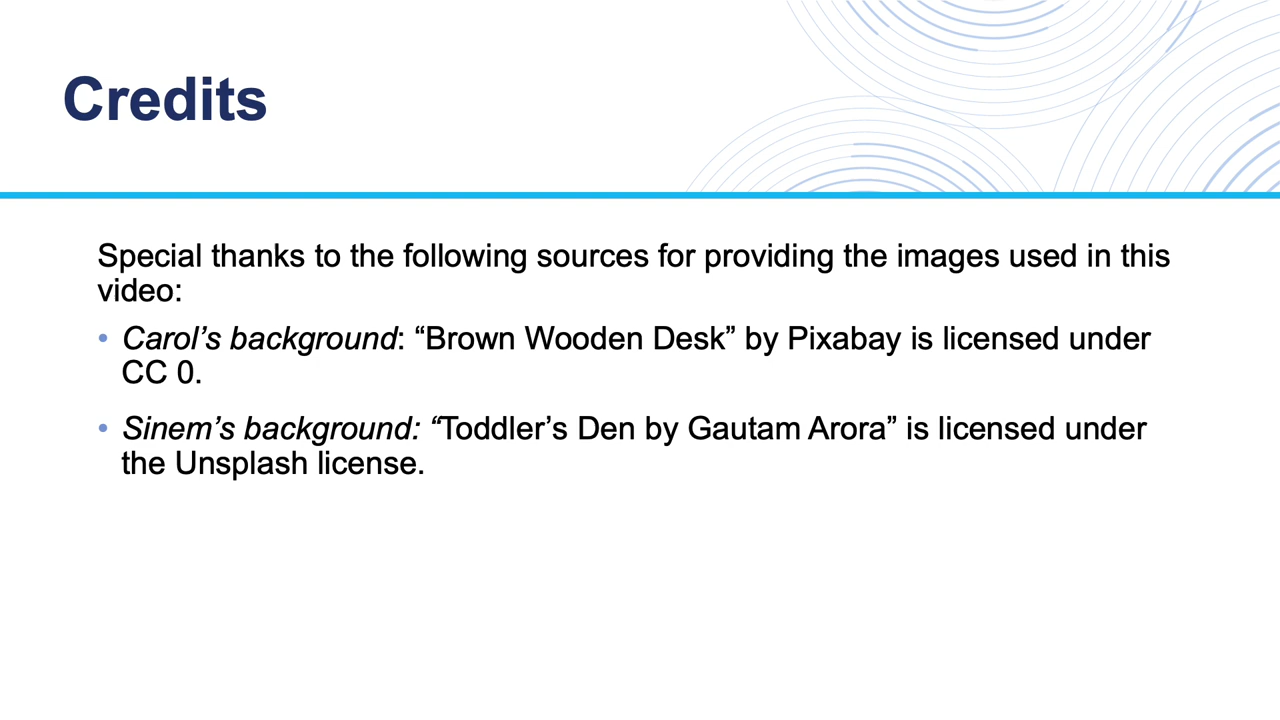 Credits
Special thanks to the following sources for providing the images used in this
video:
• Carol’s background: “Brown Wooden Desk” by Pixabay is licensed under
CC 0.
• Sinem’s background: “Toddler’s Den by Gautam Arora” is licensed under
the Unsplash license.